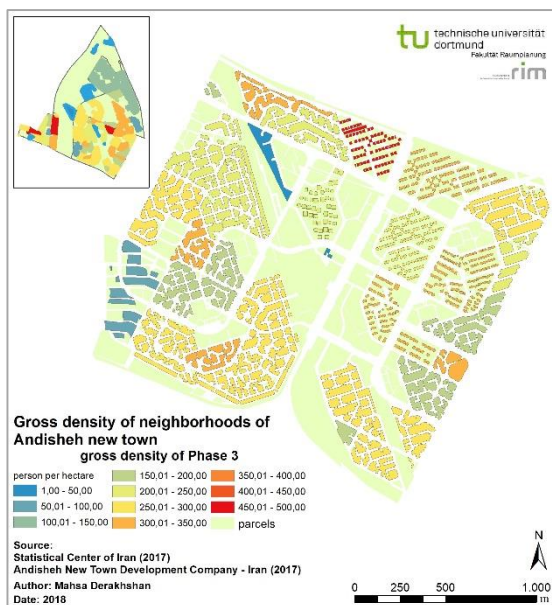 tu technische universität
dortmund
Fakultät Raumplanung
rim
Gross density of neighborhoods of
Andisheh new town
gross density of Phase 3
person per hectare
1,00 - 50,00
50,01 - 100,00
100,01 - 150,00
150,01 - 200,00
200,01 - 250,00
250,01 - 300,00
300,01 - 350,00
350,01 - 400,00
400,01 - 450,00
450,01 - 500,00
parcels
Source:
Statistical Center of Iran (2017)
Andisheh New Town Development Company - Iran (2017)
Author: Mahsa Derakhshan
Date: 2018
N
0 250 500 1.000
m